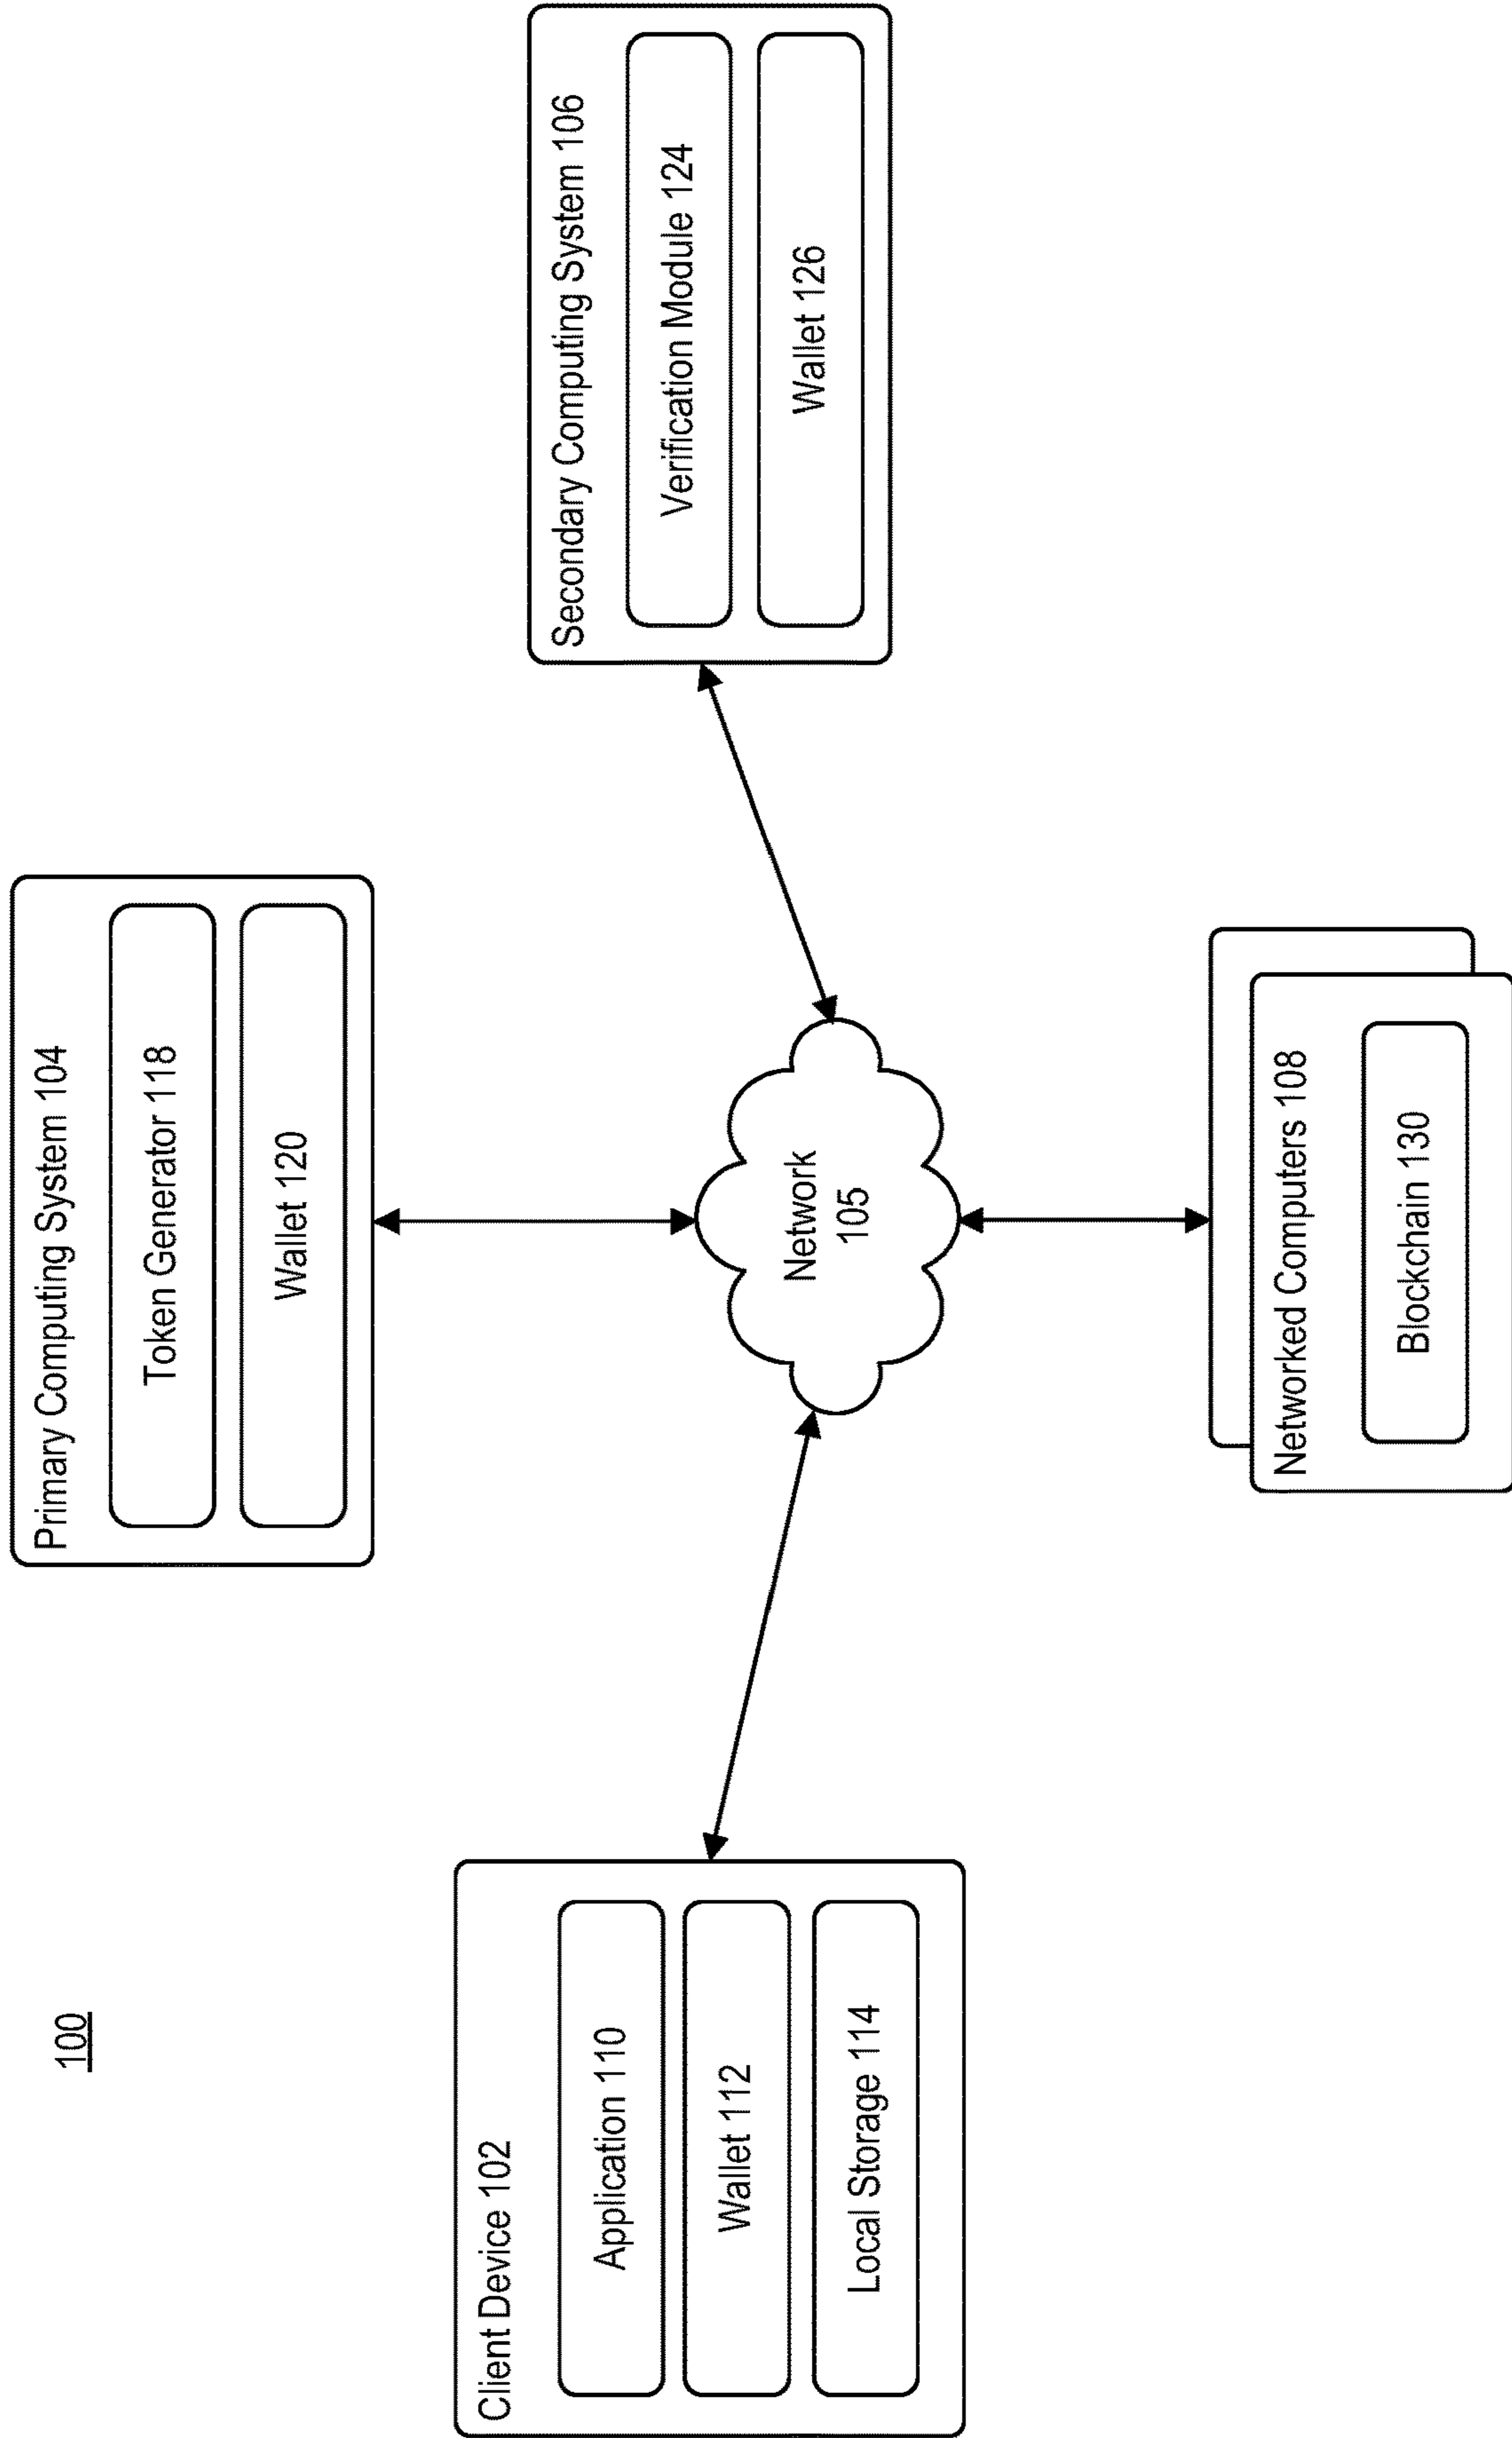 100
Primary Computing System 104
Token Generator 118
Wallet 120
Client Device 102
Application 110
Wallet 112
Local Storage 114
Network
105
Secondary Computing System 106
Verification Module 124
Wallet 126
Networked Computers 108
Blockchain 130